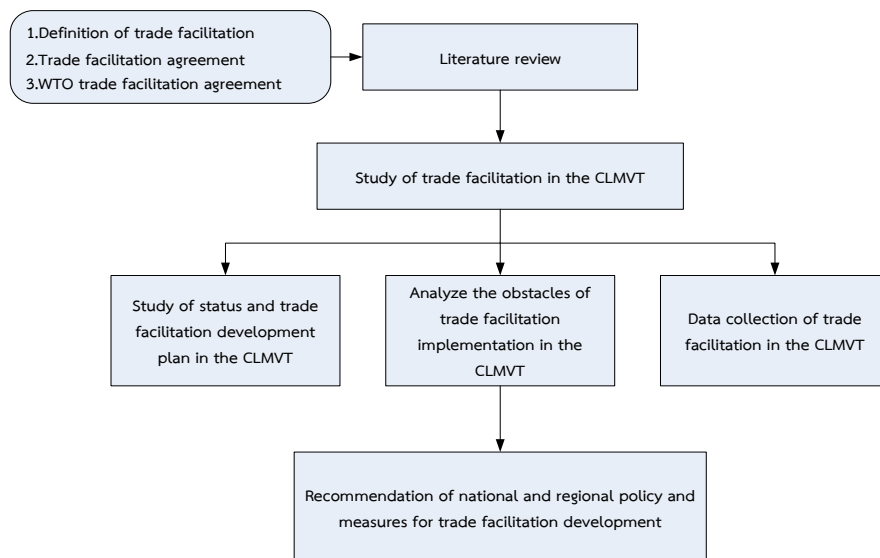 1.Definition of trade facilitation
2.Trade facilitation agreement
3.WTO trade facilitation agreement
Literature review
Study of trade facilitation in the CLMVT
Study of status and trade
facilitation development
plan in the CLMVT
Analyze the obstacles of
trade facilitation
implementation in the
CLMVT
Data collection of trade
facilitation in the CLMVT
Recommendation of national and regional policy and
measures for trade facilitation development